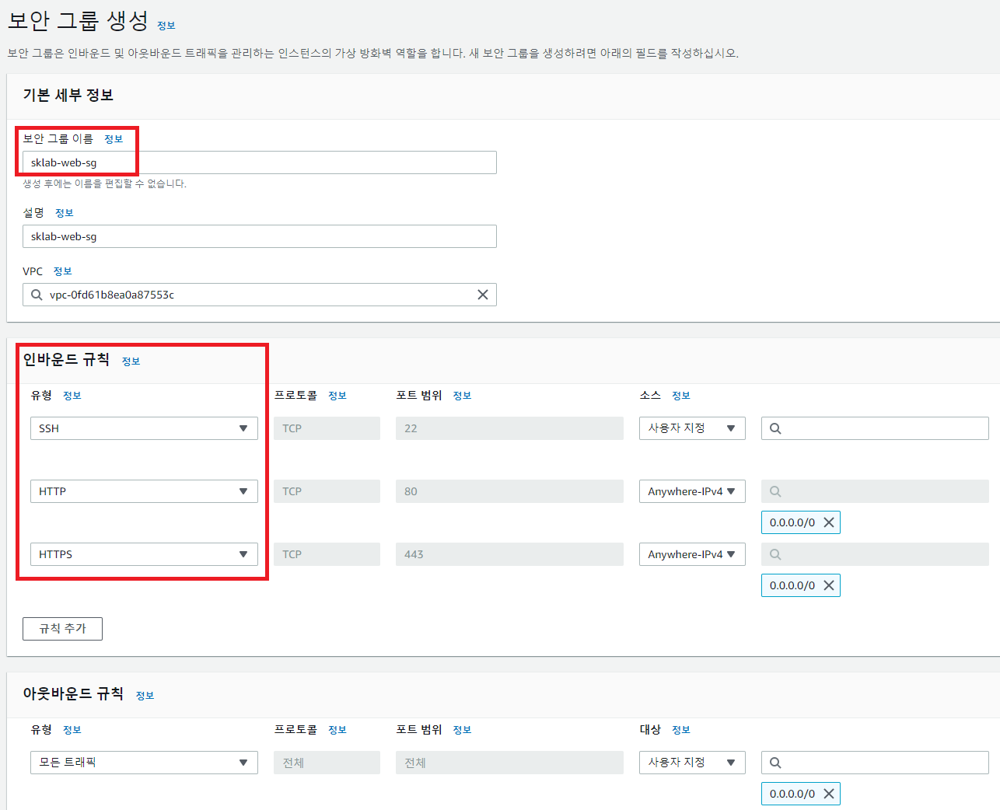 보안 그룹 생성 정보
보안 그룹은 인바운드 및 아웃바운드 트래픽을 관리하는 인스턴스의 가상 방화벽 역할을 합니다. 새 보안 그룹을 생성하려면 아래의 필드를 작성하십시오.
기본 세부 정보
보안 그룹 이름 정보
sklab-web-sg
생성 후에는 이름을 편집할 수 없습니다.
설명 정보
sklab-web-sg
VPC 정보
vpc-0fd61b8ea0a87553c
인바운드 규칙 정보
유형 정보 프로토콜 정보 포트 범위 정보 소스 정보
SSH TCP 22 사용자 지정
HTTP TCP 80 Anywhere-IPv4
0.0.0.0/0
HTTPS TCP 443 Anywhere-IPv4
0.0.0.0/0
규칙 추가
아웃바운드 규칙 정보
유형 정보 프로토콜 정보 포트 범위 정보 대상 정보
모든 트래픽 전체 전체 사용자 지정
0.0.0.0/0